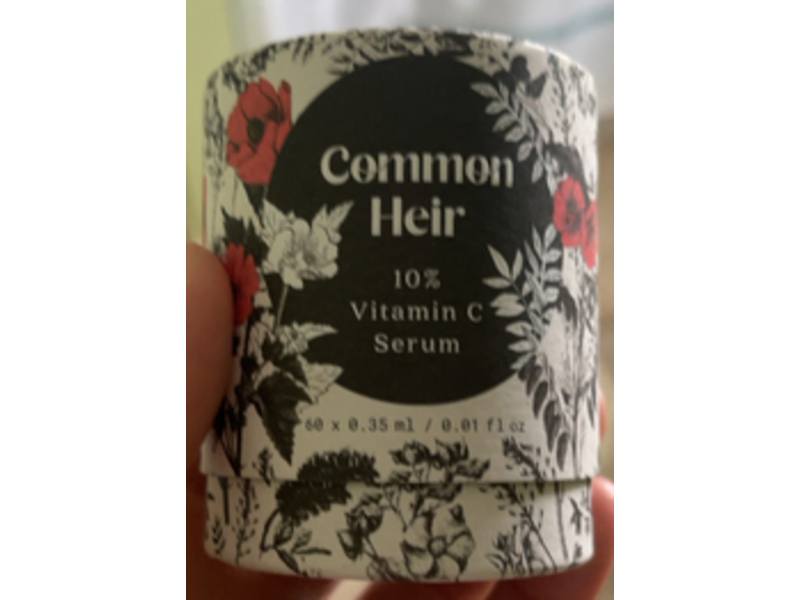 Common
Heir
10%
Vitamin C
Serum
60 x 0.35 ml / 0.01 fl oz